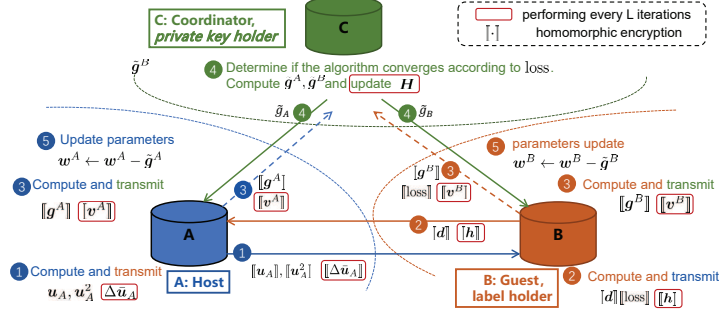 C: Coordinator,
private key holder
C
performing every L iterations
⟦·⟧ homomorphic encryption
g̃^B
4 Determine if the algorithm converges according to loss.
Compute g̃^A, g̃^B and update H
g̃_A 4
4 g̃_B
5 Update parameters
w^A ← w^A − g̃^A
5 parameters update
w^B ← w^B − g̃^B
3 Compute and transmit
⟦g^A⟧ ⟦v^A⟧
3 ⟦g^A⟧
⟦v^A⟧
⟦g^B⟧ 3
⟦loss⟧ ⟦v^B⟧
3 Compute and transmit
⟦g^B⟧ ⟦v^B⟧
A
B
2
⟦d⟧ ⟦h⟧
1
⟦u_A⟧, ⟦u_A^2⟧ ⟦Δū_A⟧
1 Compute and transmit
u_A, u_A^2 Δū_A
A: Host
B: Guest,
label holder
2 Compute and transmit
⟦d⟧⟦loss⟧ ⟦h⟧